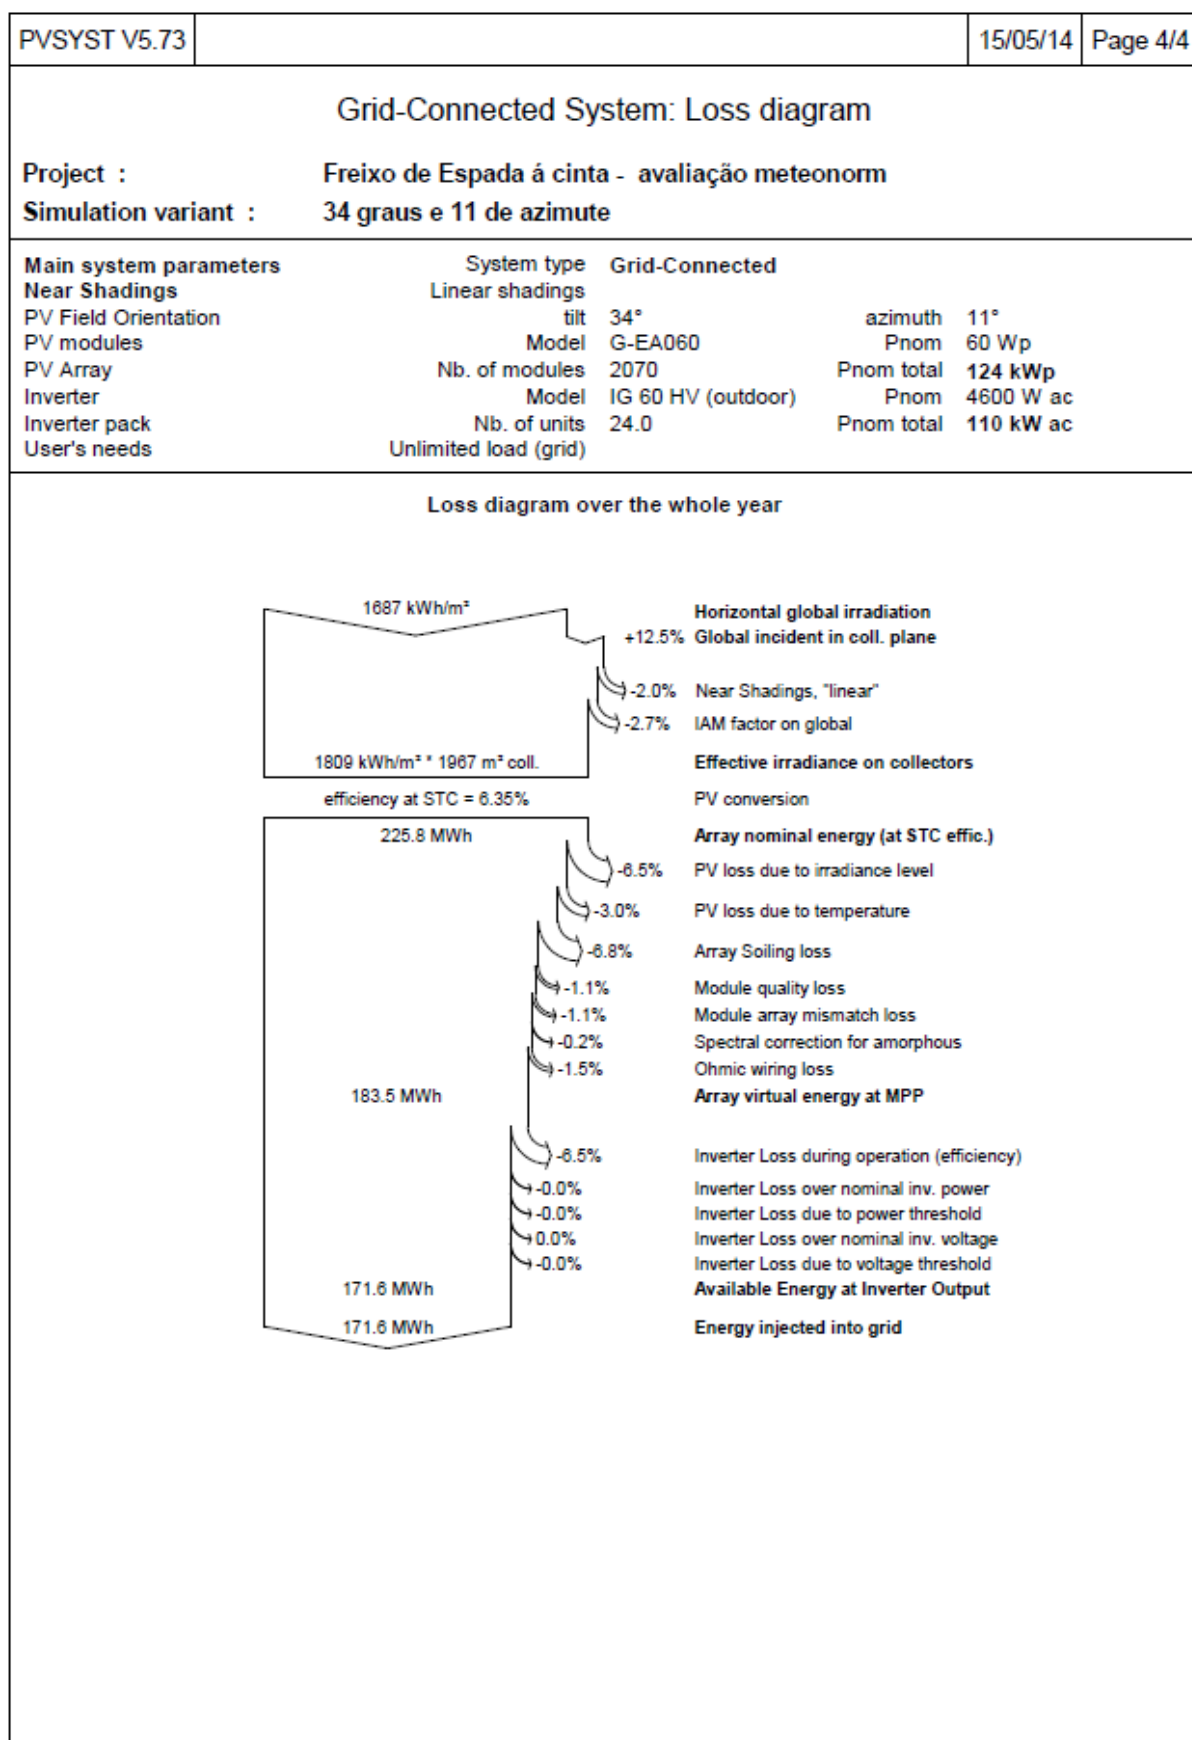 PVSYST V5.73 15/05/14 Page 4/4
Grid-Connected System: Loss diagram
Project : Freixo de Espada á cinta - avaliação meteonorm
Simulation variant : 34 graus e 11 de azimute
Main system parameters System type Grid-Connected
Near Shadings Linear shadings
PV Field Orientation tilt 34° azimuth 11°
PV modules Model G-EA060 Pnom 60 Wp
PV Array Nb. of modules 2070 Pnom total 124 kWp
Inverter Model IG 60 HV (outdoor) Pnom 4600 W ac
Inverter pack Nb. of units 24.0 Pnom total 110 kW ac
User's needs Unlimited load (grid)
Loss diagram over the whole year
1687 kWh/m² Horizontal global irradiation
+12.5% Global incident in coll. plane
-2.0% Near Shadings, "linear"
-2.7% IAM factor on global
1809 kWh/m² * 1967 m² coll. Effective irradiance on collectors
efficiency at STC = 6.35% PV conversion
225.8 MWh Array nominal energy (at STC effic.)
-6.5% PV loss due to irradiance level
-3.0% PV loss due to temperature
-6.8% Array Soiling loss
-1.1% Module quality loss
-1.1% Module array mismatch loss
-0.2% Spectral correction for amorphous
-1.5% Ohmic wiring loss
183.5 MWh Array virtual energy at MPP
-6.5% Inverter Loss during operation (efficiency)
-0.0% Inverter Loss over nominal inv. power
-0.0% Inverter Loss due to power threshold
0.0% Inverter Loss over nominal inv. voltage
-0.0% Inverter Loss due to voltage threshold
171.6 MWh Available Energy at Inverter Output
171.6 MWh Energy injected into grid